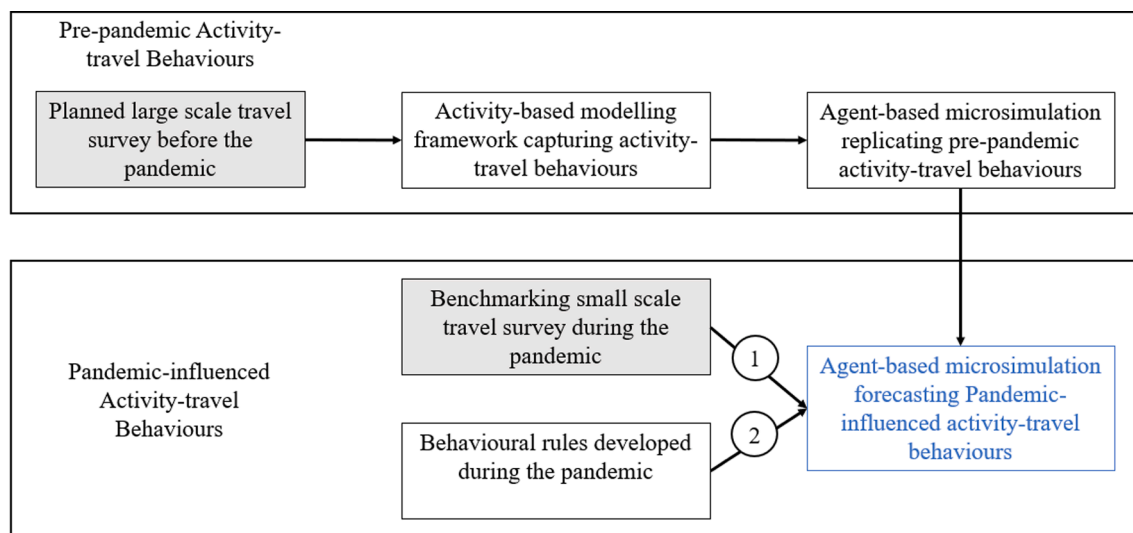 Pre-pandemic Activity-
travel Behaviours
Planned large scale travel
survey before the
pandemic
Activity-based modelling
framework capturing activity-
travel behaviours
Agent-based microsimulation
replicating pre-pandemic
activity-travel behaviours
Pandemic-influenced
Activity-travel
Behaviours
Benchmarking small scale
travel survey during the
pandemic
1
Behavioural rules developed
during the pandemic
2
Agent-based microsimulation
forecasting Pandemic-
influenced activity-travel
behaviours